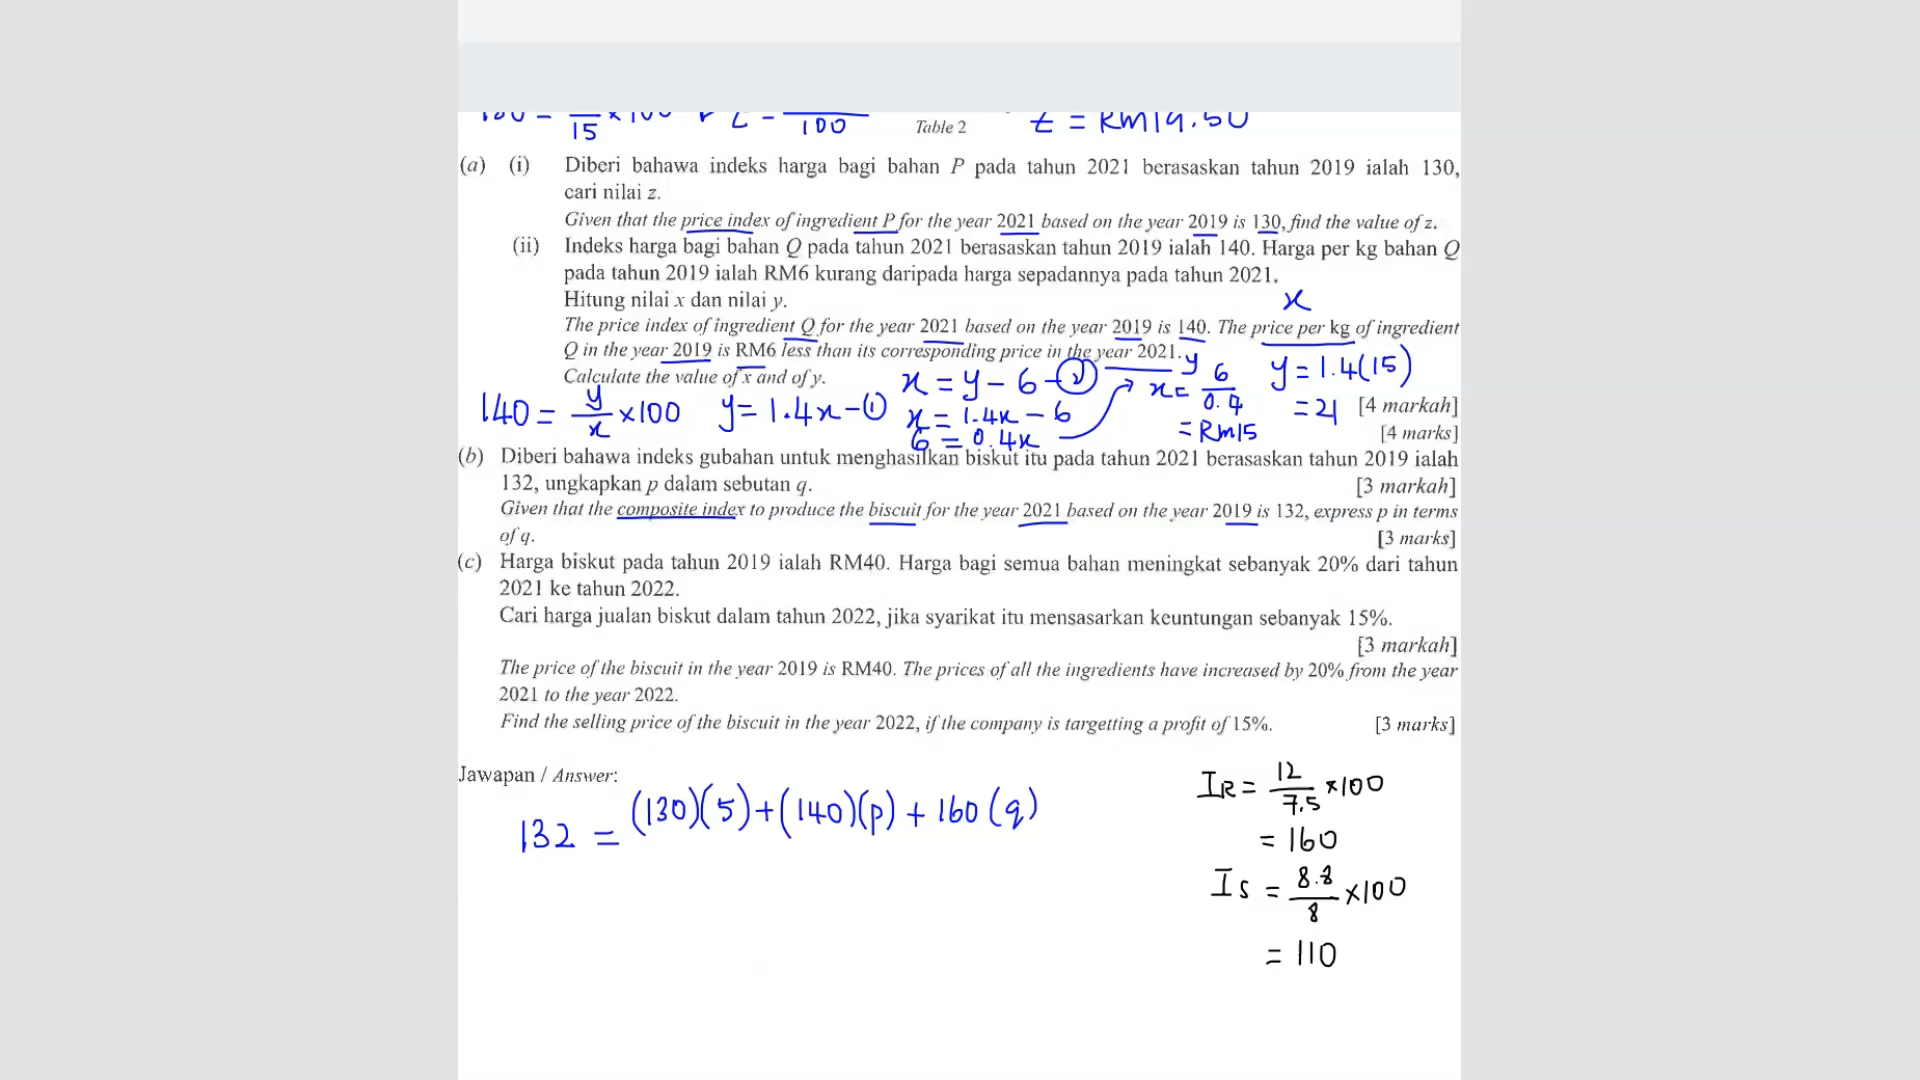 15
100
Table 2
z = RM19.50
(a) (i) Diberi bahawa indeks harga bagi bahan P pada tahun 2021 berasaskan tahun 2019 ialah 130,
cari nilai z.
Given that the price index of ingredient P for the year 2021 based on the year 2019 is 130, find the value of z.
(ii) Indeks harga bagi bahan Q pada tahun 2021 berasaskan tahun 2019 ialah 140. Harga per kg bahan Q
pada tahun 2019 ialah RM6 kurang daripada harga sepadannya pada tahun 2021.
Hitung nilai x dan nilai y.
x
The price index of ingredient Q for the year 2021 based on the year 2019 is 140. The price per kg of ingredient
Q in the year 2019 is RM6 less than its corresponding price in the year 2021.
y
Calculate the value of x and of y.
x = y - 6 - ②
x = 6/0.4
y = 1.4(15)
140 = y/x × 100
y = 1.4x - ①
x = 1.4x - 6
= RM15
= 21
[4 markah]
6 = 0.4x
[4 marks]
(b) Diberi bahawa indeks gubahan untuk menghasilkan biskut itu pada tahun 2021 berasaskan tahun 2019 ialah
132, ungkapkan p dalam sebutan q. [3 markah]
Given that the composite index to produce the biscuit for the year 2021 based on the year 2019 is 132, express p in terms
of q. [3 marks]
(c) Harga biskut pada tahun 2019 ialah RM40. Harga bagi semua bahan meningkat sebanyak 20% dari tahun
2021 ke tahun 2022.
Cari harga jualan biskut dalam tahun 2022, jika syarikat itu mensasarkan keuntungan sebanyak 15%.
[3 markah]
The price of the biscuit in the year 2019 is RM40. The prices of all the ingredients have increased by 20% from the year
2021 to the year 2022.
Find the selling price of the biscuit in the year 2022, if the company is targetting a profit of 15%. [3 marks]
Jawapan / Answer:
132 = (130)(5) + (140)(p) + 160(q)
IR = 12/7.5 × 100
= 160
IS = 8.8/8 × 100
= 110